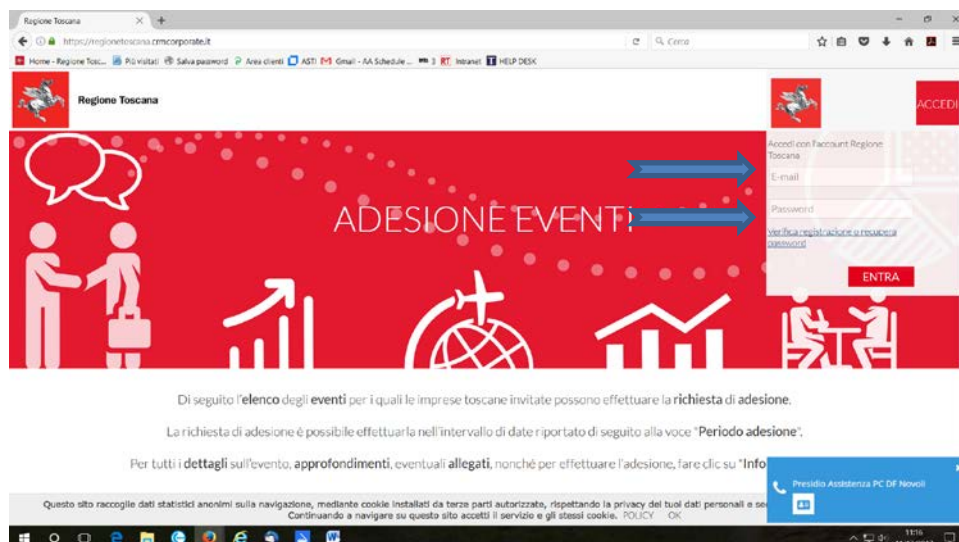 Regione Toscana
https://regionetoscana.crmcorporate.it
Cerca
Home - Regione Tosc...
Più visitati
Salva password
Area clienti
ASTI
Gmail - AA Schedule ...
3
RT
Intranet
HELP DESK
Regione Toscana
ACCEDI
Accedi con l'account Regione
Toscana
E-mail
Password
Verifica registrazione o recupera
password
ENTRA
ADESIONE EVENTI
Di seguito l'elenco degli eventi per i quali le imprese toscane invitate possono effettuare la richiesta di adesione.
La richiesta di adesione è possibile effettuarla nell'intervallo di date riportato di seguito alla voce "Periodo adesione".
Per tutti i dettagli sull'evento, approfondimenti, eventuali allegati, nonché per effettuare l'adesione, fare clic su "Info
Presidio Assistenza PC DF Novoli
Questo sito raccoglie dati statistici anonimi sulla navigazione, mediante cookie installati da terze parti autorizzate, rispettando la privacy dei tuoi dati personali e se
Continuando a navigare su questo sito accetti il servizio e gli stessi cookie. POLICY OK
11:16